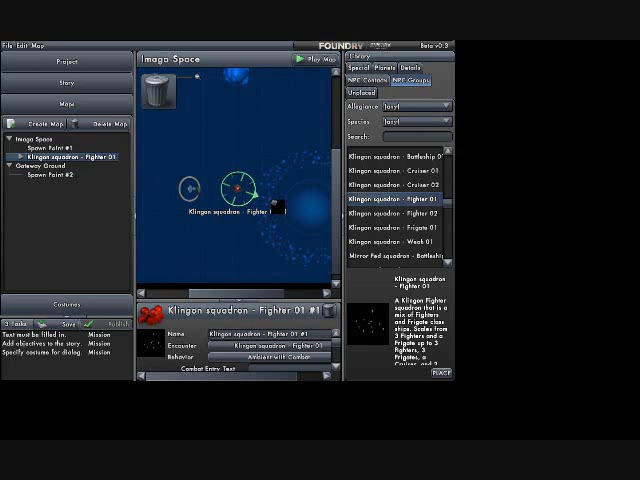 File Edit Map
FOUNDRY
Beta v0.3
Project
Story
Maps
Create Map
Delete Map
Imaga Space
Spawn Point #1
Klingon squadron - Fighter 01
Gateway Ground
Spawn Point #2
Costumes
3 Tasks
Save
Publish
Text must be filled in. Mission
Add objectives to the story. Mission
Specify costume for dialog. Mission
Imaga Space
Play Map
Klingon squadron - Fighter
Klingon squadron - Fighter 01 #1
Name
Klingon squadron - Fighter 01 #1
Encounter
Klingon squadron - Fighter 01
Behavior
Ambient with Combat
Combat Entry Text
Library
Special Planets Details
NPC Contacts NPC Groups
Unplaced
Allegiance
[any]
Species
[any]
Search:
Klingon squadron - Battleship 01
Klingon squadron - Cruiser 01
Klingon squadron - Cruiser 02
Klingon squadron - Fighter 01
Klingon squadron - Fighter 02
Klingon squadron - Frigate 01
Klingon squadron - Weak 01
Mirror Fed squadron - Battleship
Klingon squadron
- Fighter 01
A Klingon Fighter
squadron that is a
mix of Fighters
and Frigate class
ships. Scales from
3 Fighters and a
Frigate up to 3
Fighters, 3
Frigates, a
Cruiser, and 2
PLACE